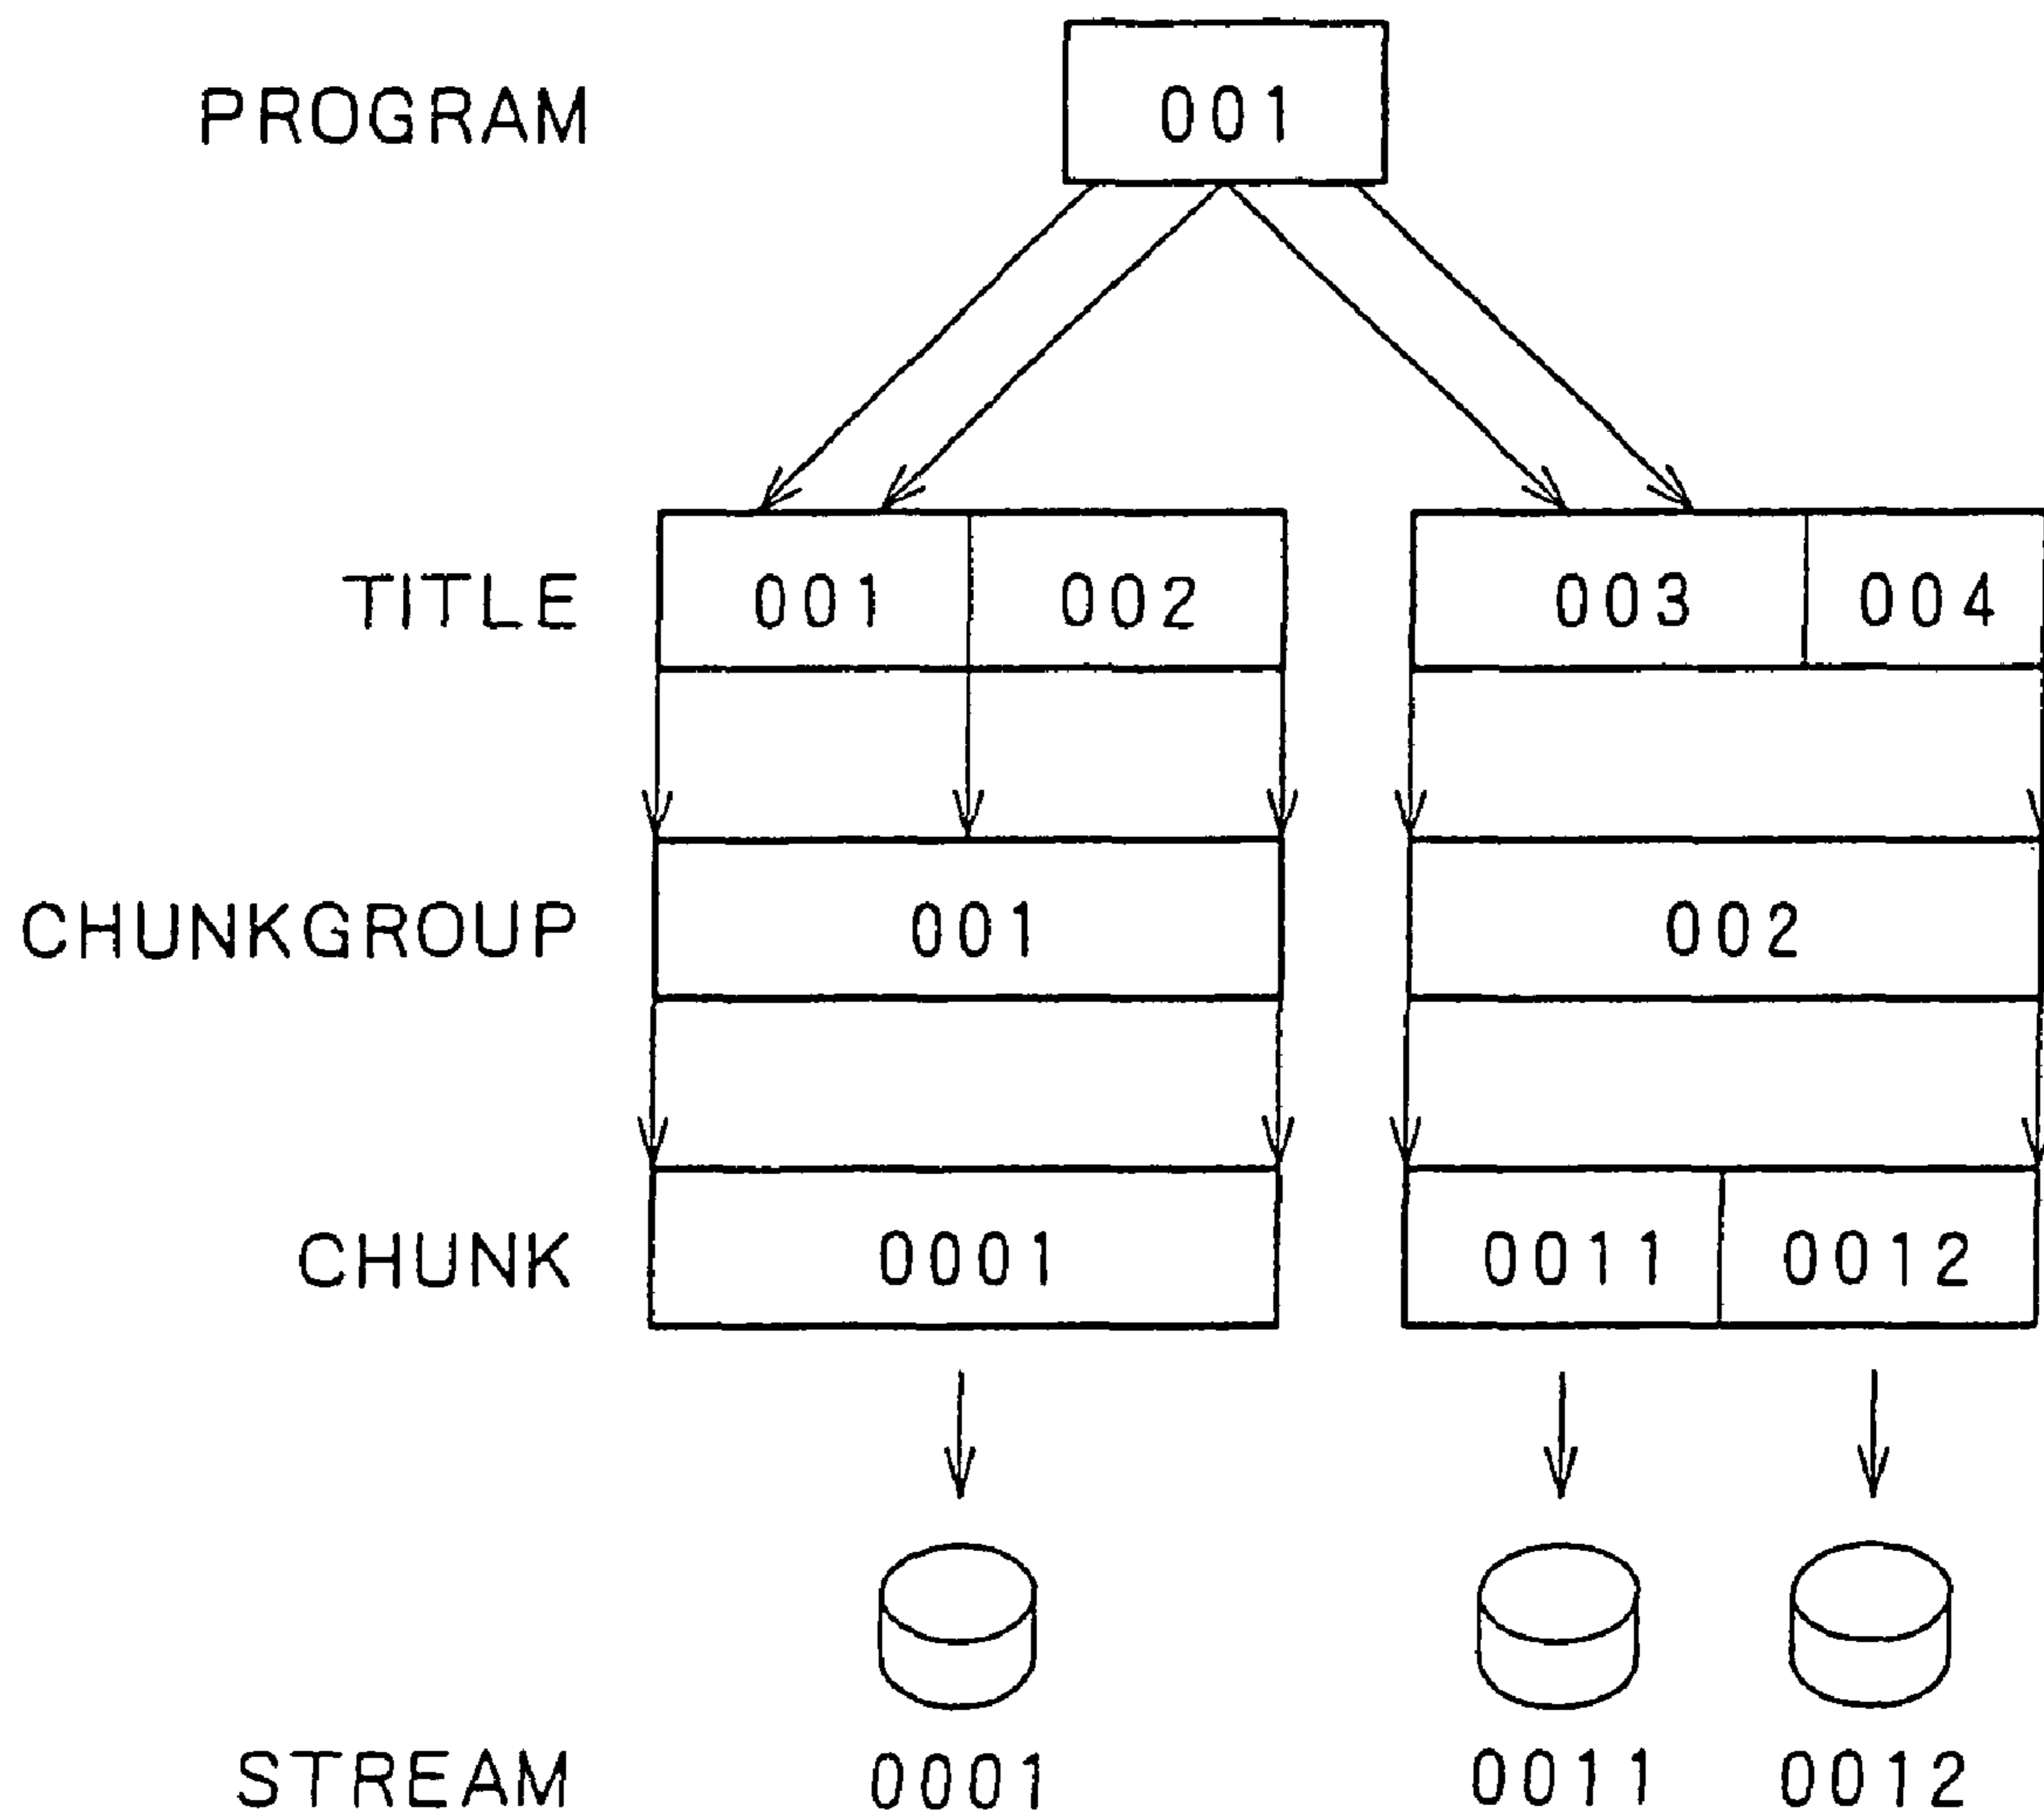 PROGRAM 001
TITLE 001 002 003 004
CHUNKGROUP 001 002
CHUNK 0001 0011 0012
STREAM 0001 0011 0012